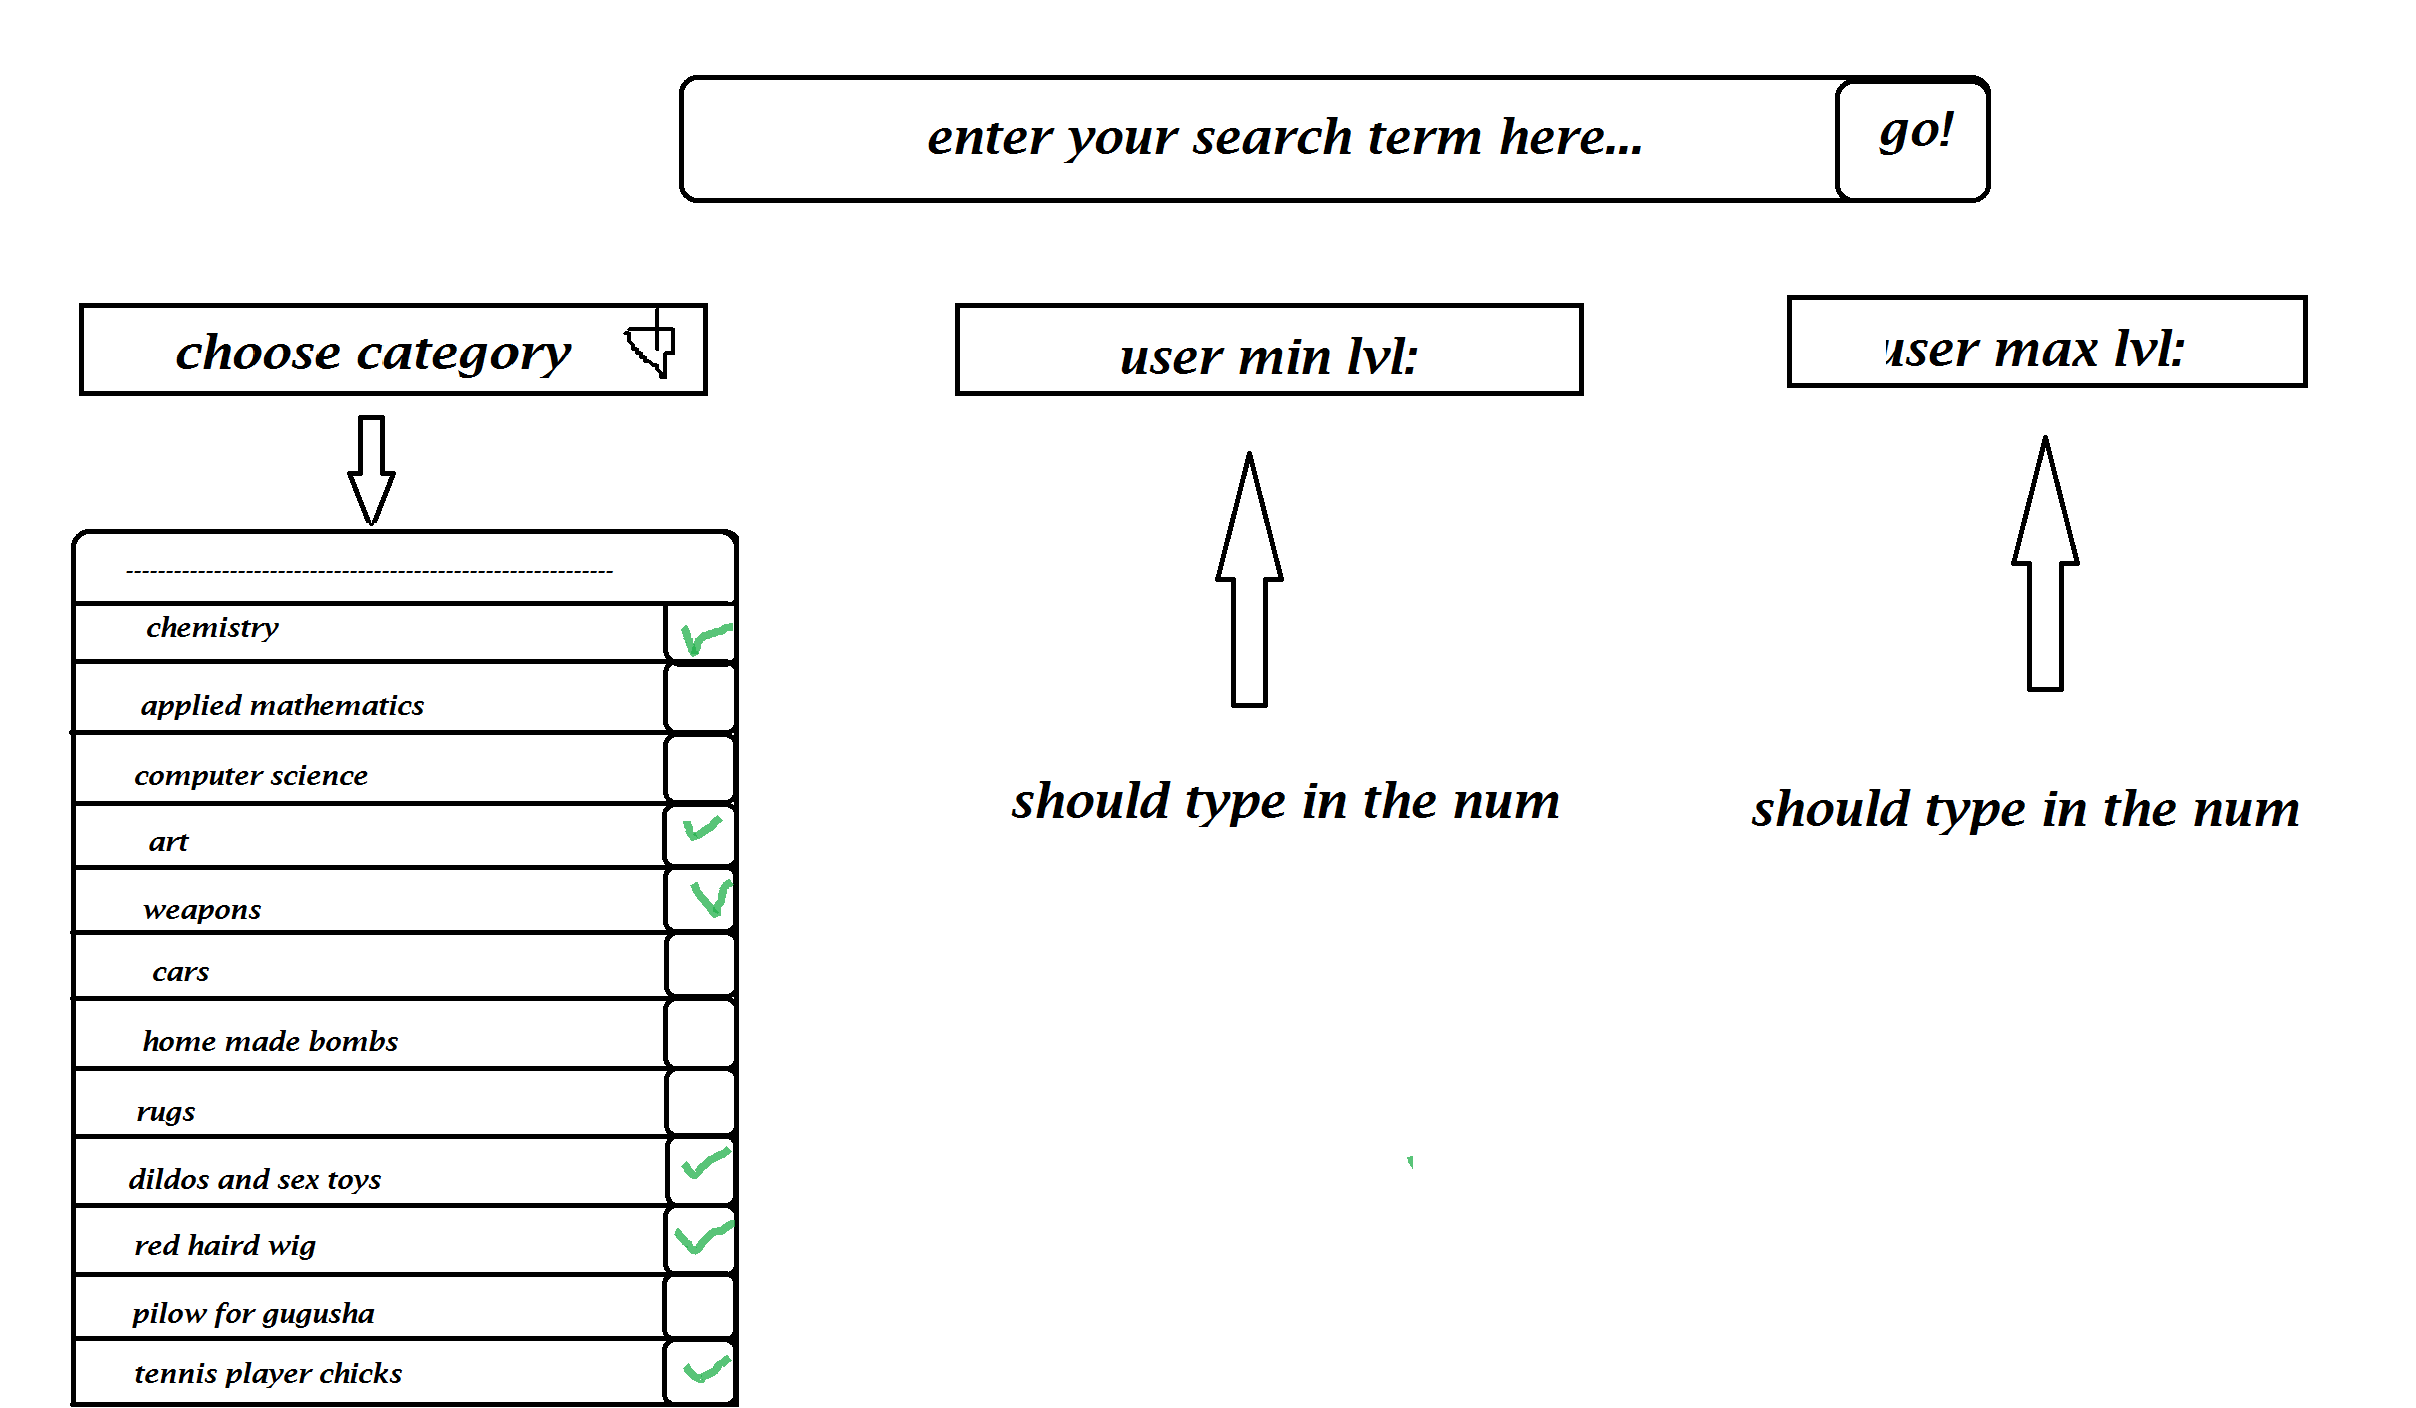 enter your search term here...
go!
choose category
user min lvl:
user max lvl:
------------------------------------------------------------
chemistry
applied mathematics
computer science
art
weapons
cars
home made bombs
rugs
dildos and sex toys
red haird wig
pilow for gugusha
tennis player chicks
should type in the num
should type in the num